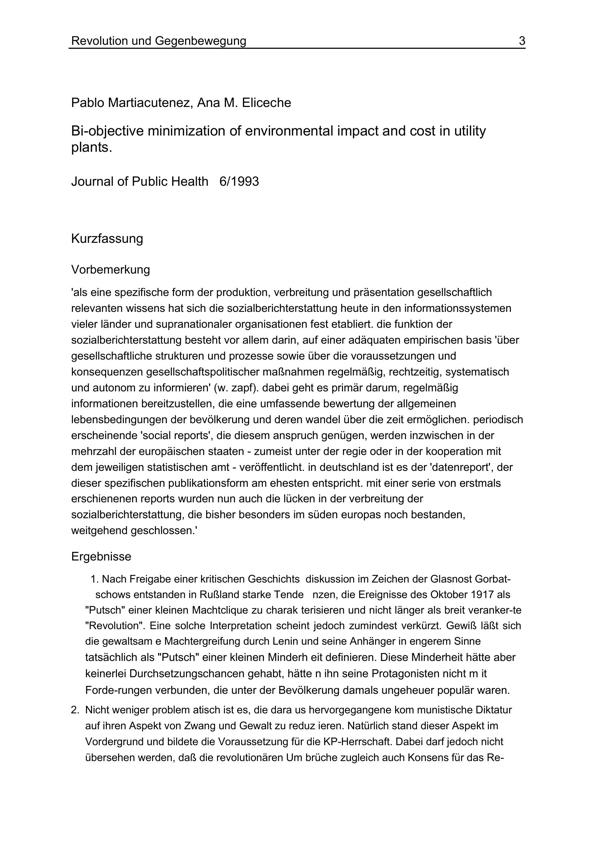 Revolution und Gegenbewegung 3
Pablo Martiacutenez, Ana M. Eliceche
Bi-objective minimization of environmental impact and cost in utility
plants.
Journal of Public Health 6/1993
Kurzfassung
Vorbemerkung
'als eine spezifische form der produktion, verbreitung und präsentation gesellschaftlich
relevanten wissens hat sich die sozialberichterstattung heute in den informationssystemen
vieler länder und supranationaler organisationen fest etabliert. die funktion der
sozialberichterstattung besteht vor allem darin, auf einer adäquaten empirischen basis 'über
gesellschaftliche strukturen und prozesse sowie über die voraussetzungen und
konsequenzen gesellschaftspolitischer maßnahmen regelmäßig, rechtzeitig, systematisch
und autonom zu informieren' (w. zapf). dabei geht es primär darum, regelmäßig
informationen bereitzustellen, die eine umfassende bewertung der allgemeinen
lebensbedingungen der bevölkerung und deren wandel über die zeit ermöglichen. periodisch
erscheinende 'social reports', die diesem anspruch genügen, werden inzwischen in der
mehrzahl der europäischen staaten - zumeist unter der regie oder in der kooperation mit
dem jeweiligen statistischen amt - veröffentlicht. in deutschland ist es der 'datenreport', der
dieser spezifischen publikationsform am ehesten entspricht. mit einer serie von erstmals
erschienenen reports wurden nun auch die lücken in der verbreitung der
sozialberichterstattung, die bisher besonders im süden europas noch bestanden,
weitgehend geschlossen.'
Ergebnisse
1. Nach Freigabe einer kritischen Geschichts diskussion im Zeichen der Glasnost Gorbat-
schows entstanden in Rußland starke Tende nzen, die Ereignisse des Oktober 1917 als
"Putsch" einer kleinen Machtclique zu charak terisieren und nicht länger als breit veranker-te
"Revolution". Eine solche Interpretation scheint jedoch zumindest verkürzt. Gewiß läßt sich
die gewaltsam e Machtergreifung durch Lenin und seine Anhänger in engerem Sinne
tatsächlich als "Putsch" einer kleinen Minderh eit definieren. Diese Minderheit hätte aber
keinerlei Durchsetzungschancen gehabt, hätte n ihn seine Protagonisten nicht m it
Forde-rungen verbunden, die unter der Bevölkerung damals ungeheuer populär waren.
2. Nicht weniger problem atisch ist es, die dara us hervorgegangene kom munistische Diktatur
auf ihren Aspekt von Zwang und Gewalt zu reduz ieren. Natürlich stand dieser Aspekt im
Vordergrund und bildete die Voraussetzung für die KP-Herrschaft. Dabei darf jedoch nicht
übersehen werden, daß die revolutionären Um brüche zugleich auch Konsens für das Re-